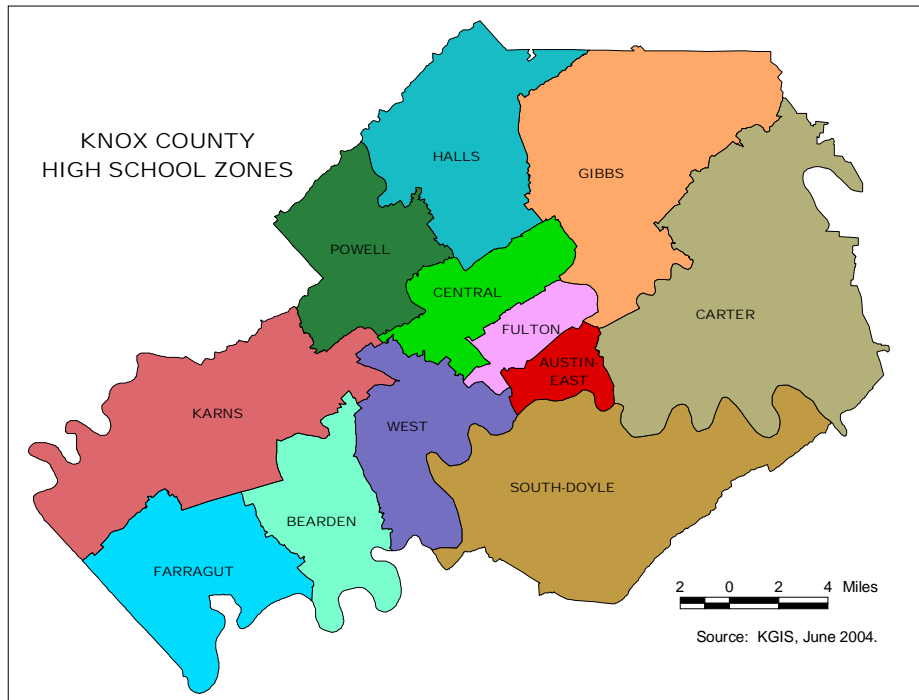 KNOX COUNTY
HIGH SCHOOL ZONES
HALLS
GIBBS
POWELL
CENTRAL
CARTER
FULTON
AUSTIN-
EAST
KARNS
WEST
SOUTH-DOYLE
BEARDEN
FARRAGUT
2 0 2 4 Miles
Source: KGIS, June 2004.